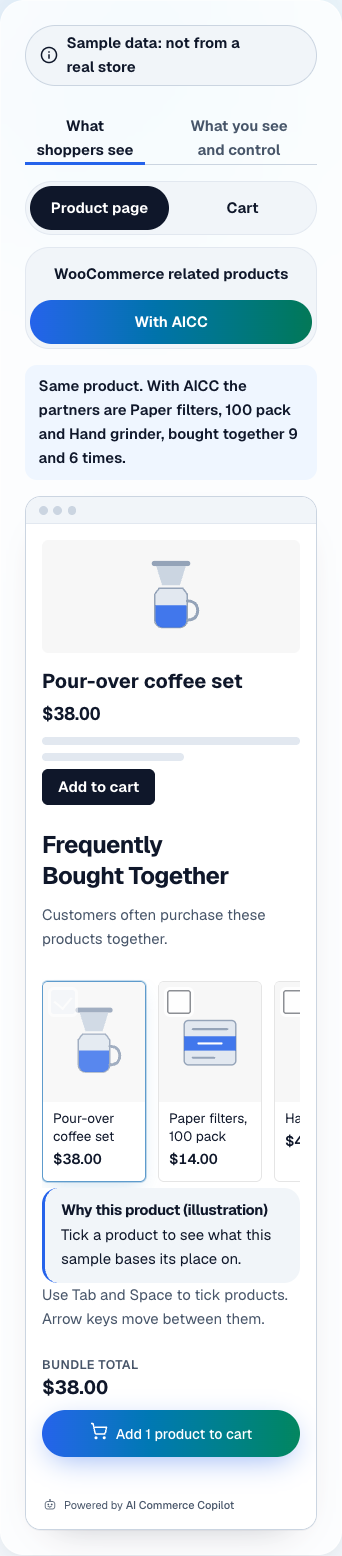 Sample data: not from a
real store
What
shoppers see
What you see
and control
Product page
Cart
WooCommerce related products
With AICC
Same product. With AICC the
partners are Paper filters, 100 pack
and Hand grinder, bought together 9
and 6 times.
Pour-over coffee set
$38.00
Add to cart
Frequently
Bought Together
Customers often purchase these
products together.
Pour-over
coffee set
$38.00
Paper filters,
100 pack
$14.00
Ha
$4
Why this product (illustration)
Tick a product to see what this
sample bases its place on.
Use Tab and Space to tick products.
Arrow keys move between them.
BUNDLE TOTAL
$38.00
Add 1 product to cart
Powered by AI Commerce Copilot